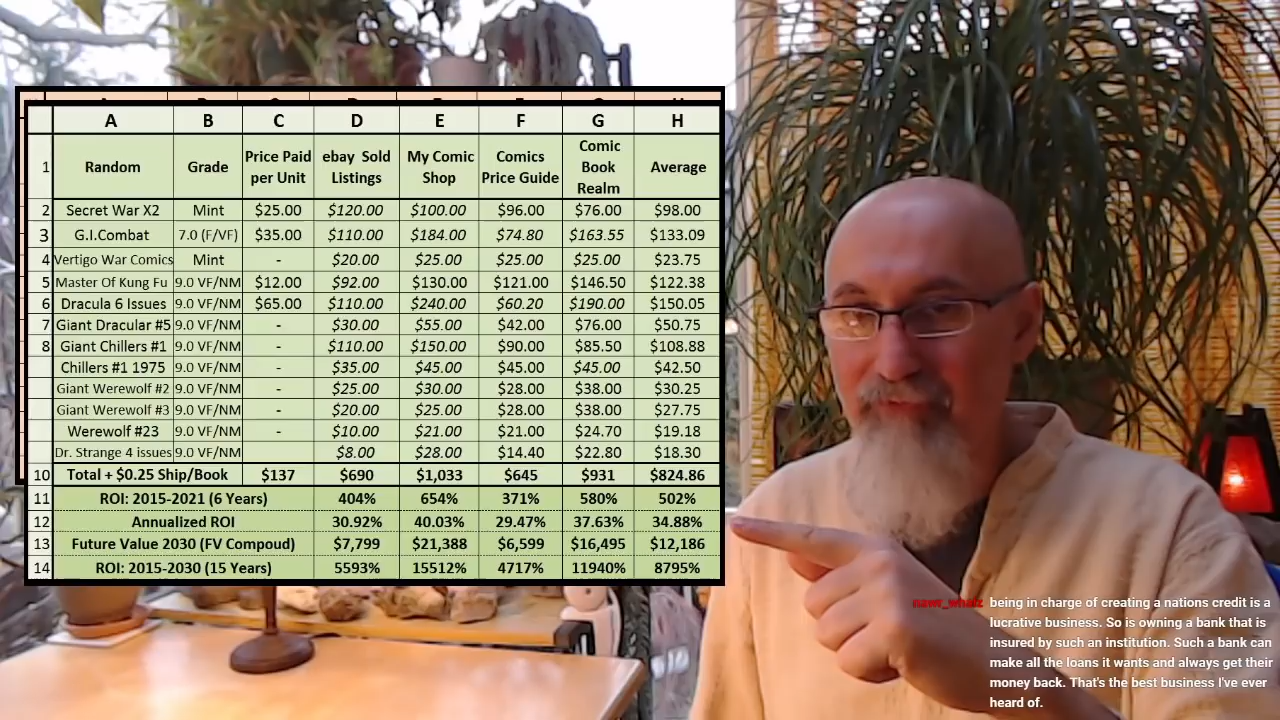 A B C D E F G H
1 Random Grade Price Paid per Unit ebay Sold Listings My Comic Shop Comics Price Guide Comic Book Realm Average
2 Secret War X2 Mint $25.00 $120.00 $100.00 $96.00 $76.00 $98.00
3 G.I.Combat 7.0 (F/VF) $35.00 $110.00 $184.00 $74.80 $163.55 $133.09
4 Vertigo War Comics Mint - $20.00 $25.00 $25.00 $25.00 $23.75
5 Master Of Kung Fu 9.0 VF/NM $12.00 $92.00 $130.00 $121.00 $146.50 $122.38
6 Dracula 6 Issues 9.0 VF/NM $65.00 $110.00 $240.00 $60.20 $190.00 $150.05
7 Giant Dracular #5 9.0 VF/NM - $30.00 $55.00 $42.00 $76.00 $50.75
8 Giant Chillers #1 9.0 VF/NM - $110.00 $150.00 $90.00 $85.50 $108.88
Chillers #1 1975 9.0 VF/NM - $35.00 $45.00 $45.00 $45.00 $42.50
Giant Werewolf #2 9.0 VF/NM - $25.00 $30.00 $28.00 $38.00 $30.25
Giant Werewolf #3 9.0 VF/NM - $20.00 $25.00 $28.00 $38.00 $27.75
Werewolf #23 9.0 VF/NM - $10.00 $21.00 $21.00 $24.70 $19.18
Dr. Strange 4 issues 9.0 VF/NM $8.00 $28.00 $14.40 $22.80 $18.30
10 Total + $0.25 Ship/Book $137 $690 $1,033 $645 $931 $824.86
11 ROI: 2015-2021 (6 Years) 404% 654% 371% 580% 502%
12 Annualized ROI 30.92% 40.03% 29.47% 37.63% 34.88%
13 Future Value 2030 (FV Compoud) $7,799 $21,388 $6,599 $16,495 $12,186
14 ROI: 2015-2030 (15 Years) 5593% 15512% 4717% 11940% 8795%
being in charge of creating a nations credit is a
lucrative business. So is owning a bank that is
insured by such an institution. Such a bank can
make all the loans it wants and always get their
money back. That's the best business I've ever
heard of.